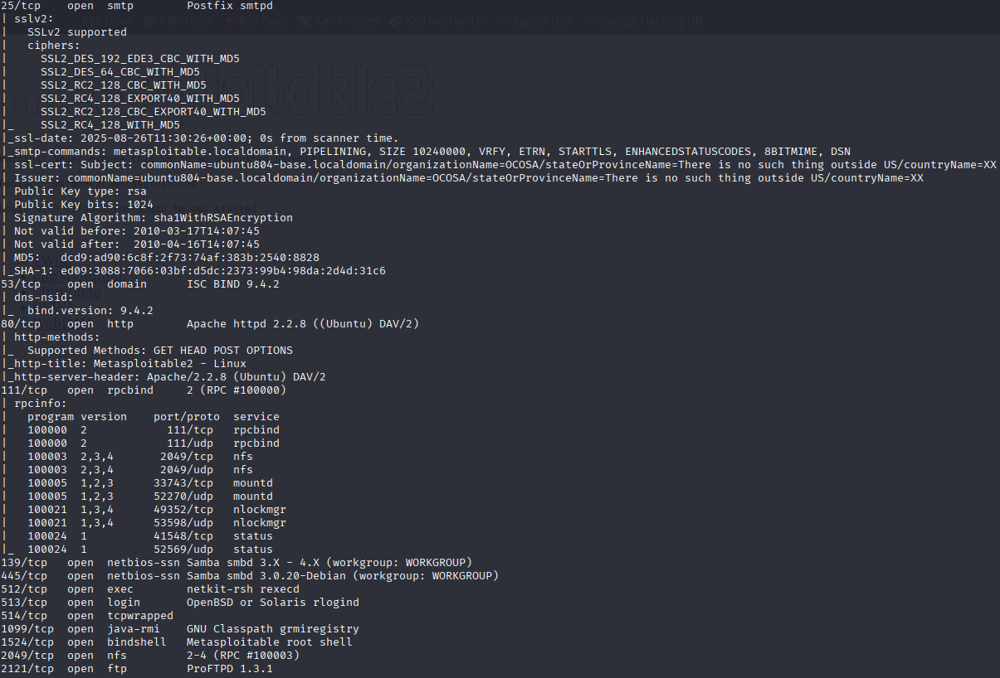 25/tcp   open  smtp        Postfix smtpd
| sslv2:
|   SSLv2 supported
|   ciphers:
|     SSL2_DES_192_EDE3_CBC_WITH_MD5
|     SSL2_DES_64_CBC_WITH_MD5
|     SSL2_RC2_128_CBC_WITH_MD5
|     SSL2_RC4_128_EXPORT40_WITH_MD5
|     SSL2_RC2_128_CBC_EXPORT40_WITH_MD5
|_    SSL2_RC4_128_WITH_MD5
|_ssl-date: 2025-08-26T11:30:26+00:00; 0s from scanner time.
|_smtp-commands: metasploitable.localdomain, PIPELINING, SIZE 10240000, VRFY, ETRN, STARTTLS, ENHANCEDSTATUSCODES, 8BITMIME, DSN
| ssl-cert: Subject: commonName=ubuntu804-base.localdomain/organizationName=OCOSA/stateOrProvinceName=There is no such thing outside US/countryName=XX
| Issuer: commonName=ubuntu804-base.localdomain/organizationName=OCOSA/stateOrProvinceName=There is no such thing outside US/countryName=XX
| Public Key type: rsa
| Public Key bits: 1024
| Signature Algorithm: sha1WithRSAEncryption
| Not valid before: 2010-03-17T14:07:45
| Not valid after:  2010-04-16T14:07:45
| MD5:   dcd9:ad90:6c8f:2f73:74af:383b:2540:8828
|_SHA-1: ed09:3088:7066:03bf:d5dc:2373:99b4:98da:2d4d:31c6
53/tcp   open  domain      ISC BIND 9.4.2
| dns-nsid:
|_  bind.version: 9.4.2
80/tcp   open  http        Apache httpd 2.2.8 ((Ubuntu) DAV/2)
| http-methods:
|_  Supported Methods: GET HEAD POST OPTIONS
|_http-title: Metasploitable2 - Linux
|_http-server-header: Apache/2.2.8 (Ubuntu) DAV/2
111/tcp   open  rpcbind     2 (RPC #100000)
| rpcinfo:
|   program version    port/proto  service
|   100000  2            111/tcp   rpcbind
|   100000  2            111/udp   rpcbind
|   100003  2,3,4       2049/tcp   nfs
|   100003  2,3,4       2049/udp   nfs
|   100005  1,2,3      33743/tcp   mountd
|   100005  1,2,3      52270/udp   mountd
|   100021  1,3,4      49352/tcp   nlockmgr
|   100021  1,3,4      53598/udp   nlockmgr
|   100024  1          41548/tcp   status
|_  100024  1          52569/udp   status
139/tcp  open  netbios-ssn Samba smbd 3.X - 4.X (workgroup: WORKGROUP)
445/tcp  open  netbios-ssn Samba smbd 3.0.20-Debian (workgroup: WORKGROUP)
512/tcp  open  exec        netkit-rsh rexecd
513/tcp  open  login       OpenBSD or Solaris rlogind
514/tcp  open  tcpwrapped
1099/tcp  open  java-rmi    GNU Classpath grmiregistry
1524/tcp  open  bindshell   Metasploitable root shell
2049/tcp  open  nfs         2-4 (RPC #100003)
2121/tcp  open  ftp         ProFTPD 1.3.1
Kali Linux Kali Tools Kali Docs Kali Forums Kali NetHunter Exploit-DB Google Hacking DB